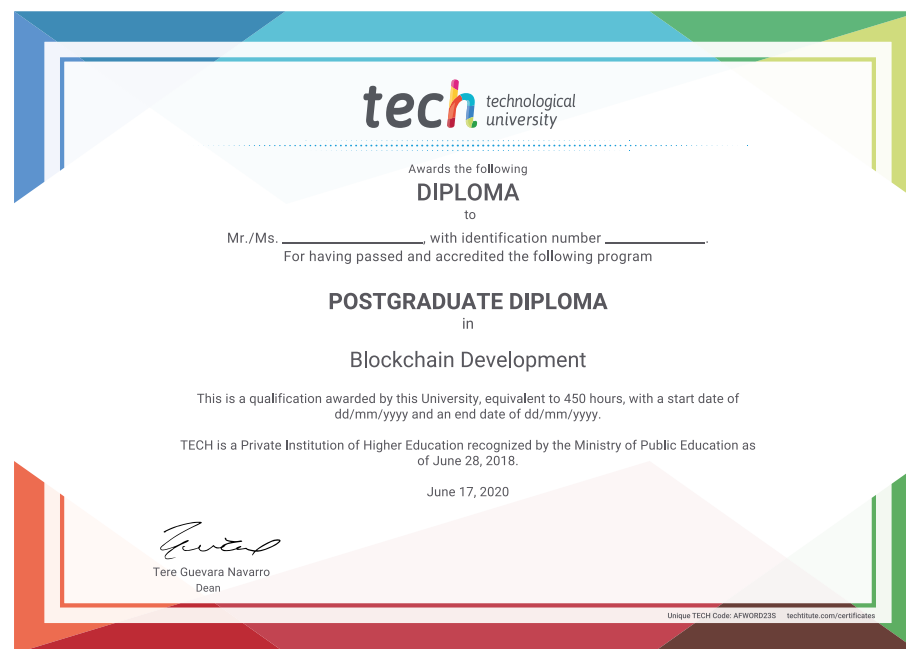 tech technological
university
Awards the following
DIPLOMA
to
Mr./Ms. ____________, with identification number ____________.
For having passed and accredited the following program
POSTGRADUATE DIPLOMA
in
Blockchain Development
This is a qualification awarded by this University, equivalent to 450 hours, with a start date of
dd/mm/yyyy and an end date of dd/mm/yyyy.
TECH is a Private Institution of Higher Education recognized by the Ministry of Public Education as
of June 28, 2018.
June 17, 2020
Tere Guevara Navarro
Dean
Unique TECH Code: AFWORD23S techtitute.com/certificates